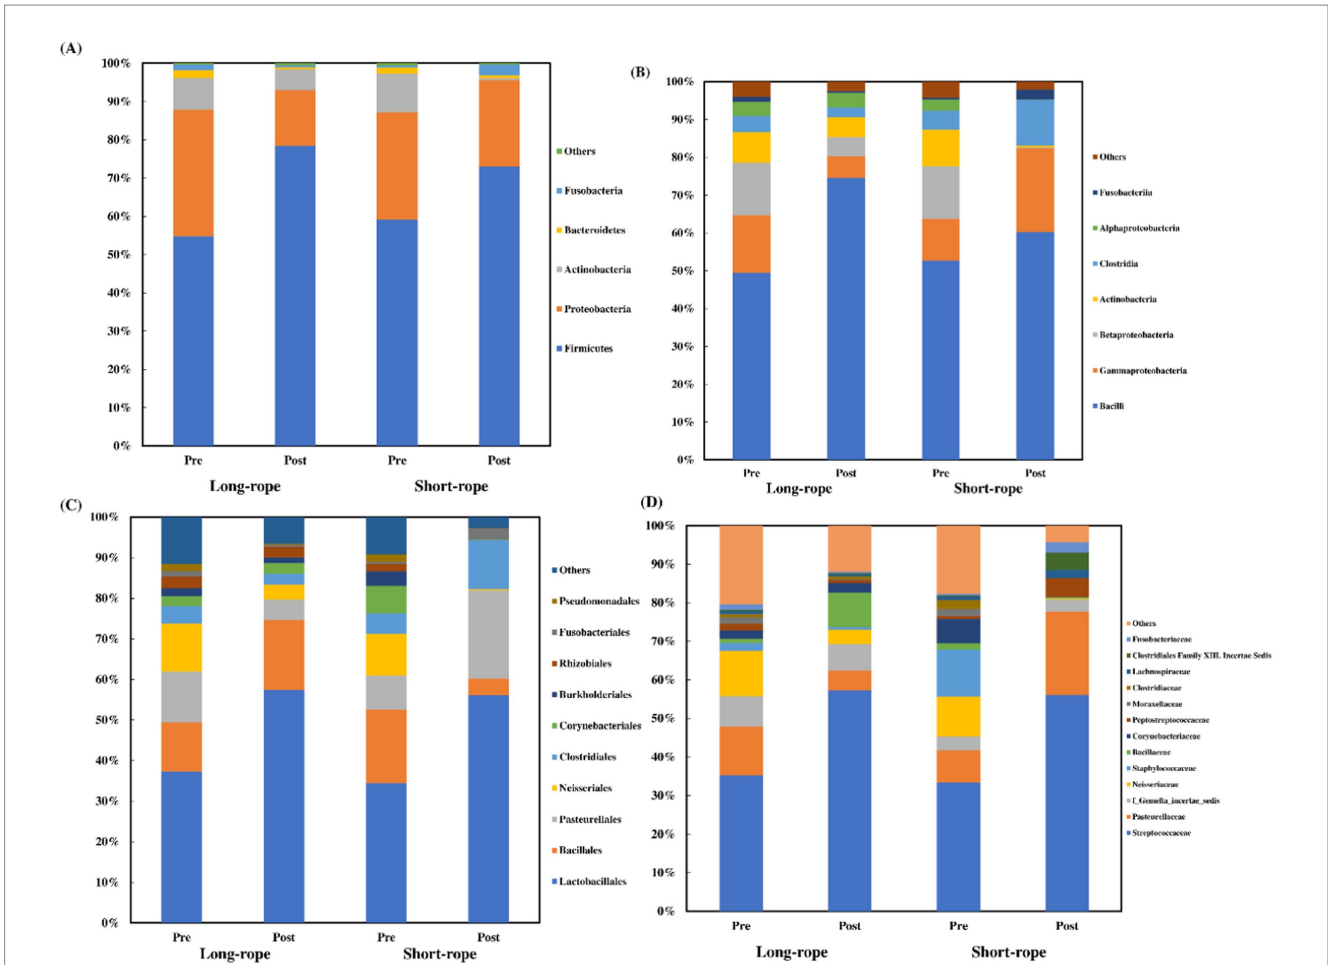 (A)
100%
90%
80%
70%
60%
50%
40%
30%
20%
10%
0%
Pre
Post
Pre
Post
Long-rope
Short-rope
Others
Fusobacteria
Bacteroidetes
Actinobacteria
Proteobacteria
Firmicutes
(B)
100%
90%
80%
70%
60%
50%
40%
30%
20%
10%
0%
Pre
Post
Pre
Post
Long-rope
Short-rope
Others
Fusobacteriia
Alphaproteobacteria
Clostridia
Actinobacteria
Betaproteobacteria
Gammaproteobacteria
Bacilli
(C)
100%
90%
80%
70%
60%
50%
40%
30%
20%
10%
0%
Pre
Post
Pre
Post
Long-rope
Short-rope
Others
Pseudomonadales
Fusobacteriales
Rhizobiales
Burkholderiales
Corynebacteriales
Clostridiales
Neisseriales
Pasteurellales
Bacillales
Lactobacillales
(D)
100%
90%
80%
70%
60%
50%
40%
30%
20%
10%
0%
Pre
Post
Pre
Post
Long-rope
Short-rope
Others
Fusobacteriaceae
Clostridiales Family XIII. Incertae Sedis
Lachnospiraceae
Clostridiaceae
Moraxellaceae
Peptostreptococcaceae
Corynebacteriaceae
Bacillaceae
Staphylococcaceae
Neisseriaceae
f_Gemella_incertae_sedis
Pasteurellaceae
Streptococcaceae